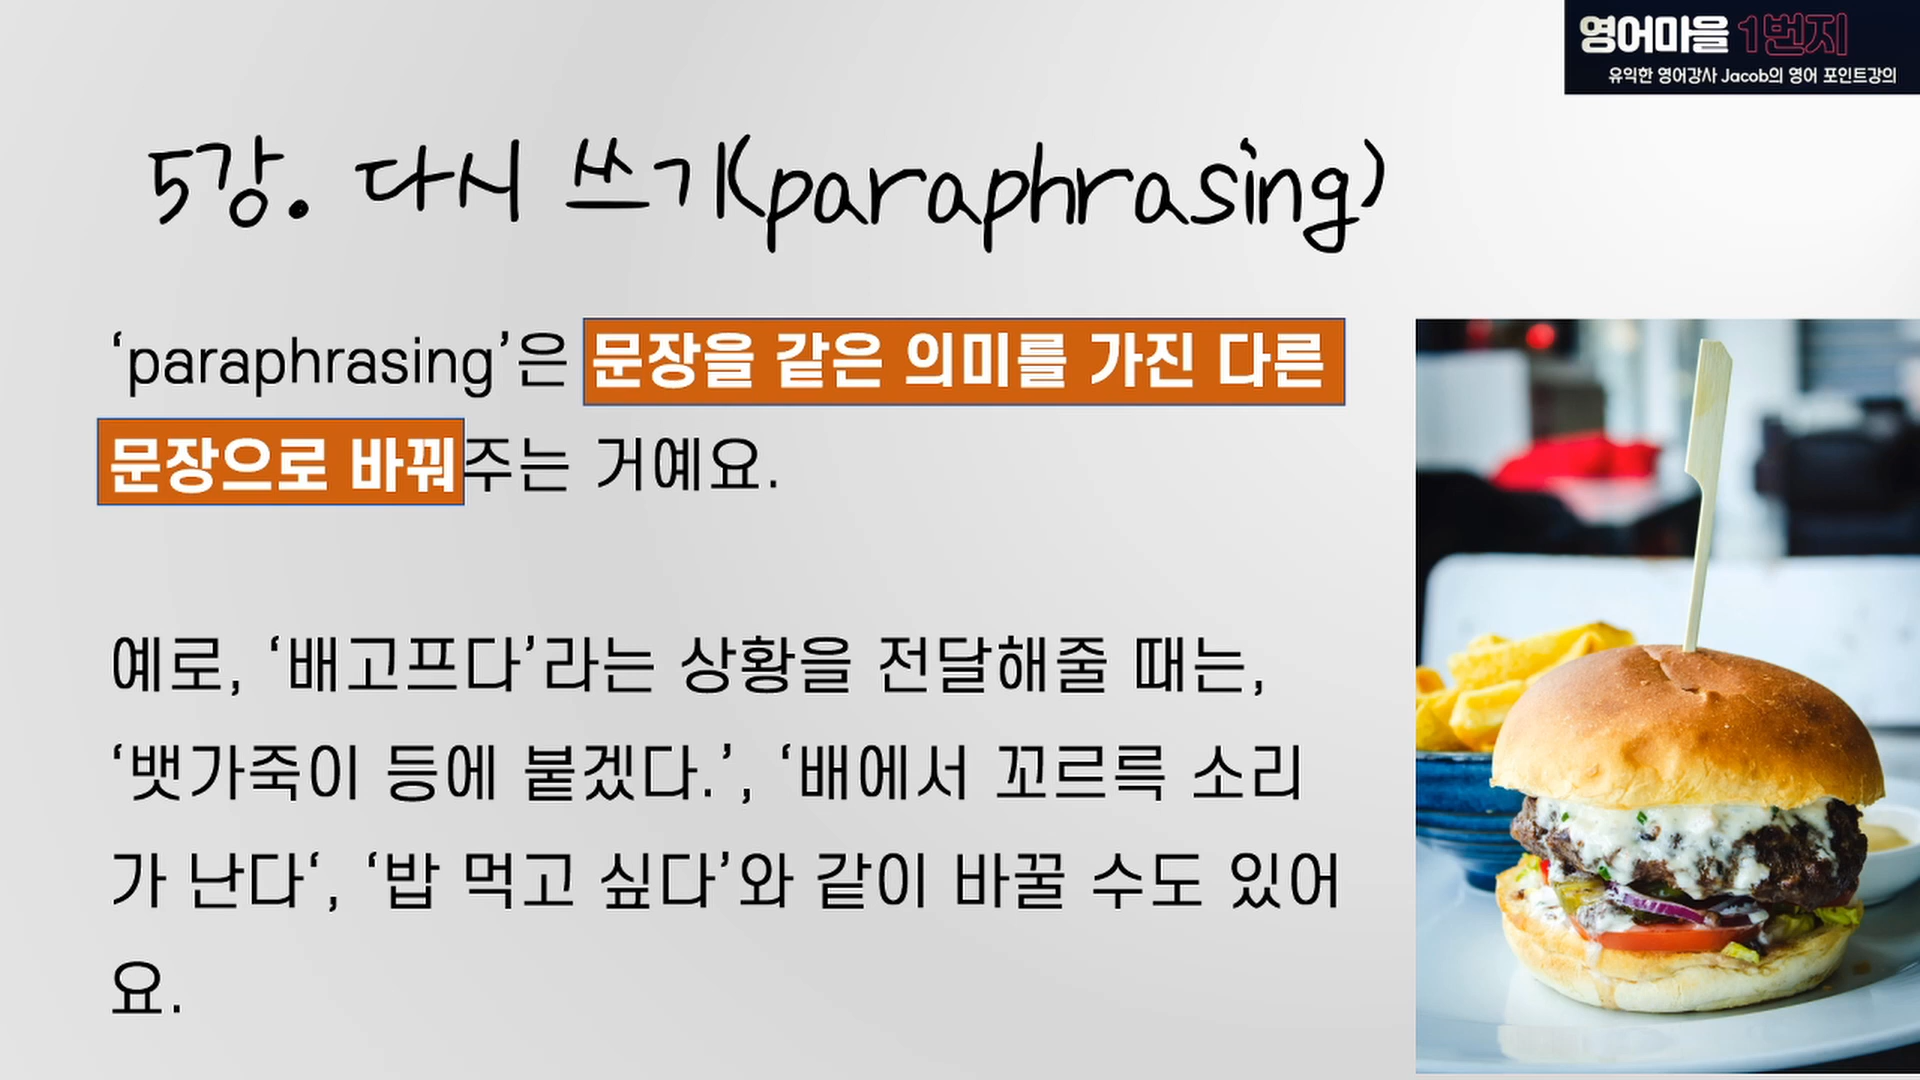 영어마을 1번지
유익한 영어강사 Jacob의 영어 포인트강의
5강. 다시 쓰기(paraphrasing)
‘paraphrasing’은 문장을 같은 의미를 가진 다른
문장으로 바꿔주는 거예요.
예로, ‘배고프다’라는 상황을 전달해줄 때는,
‘뱃가죽이 등에 붙겠다.’, ‘배에서 꼬르륵 소리
가 난다‘, ‘밥 먹고 싶다’와 같이 바꿀 수도 있어
요.